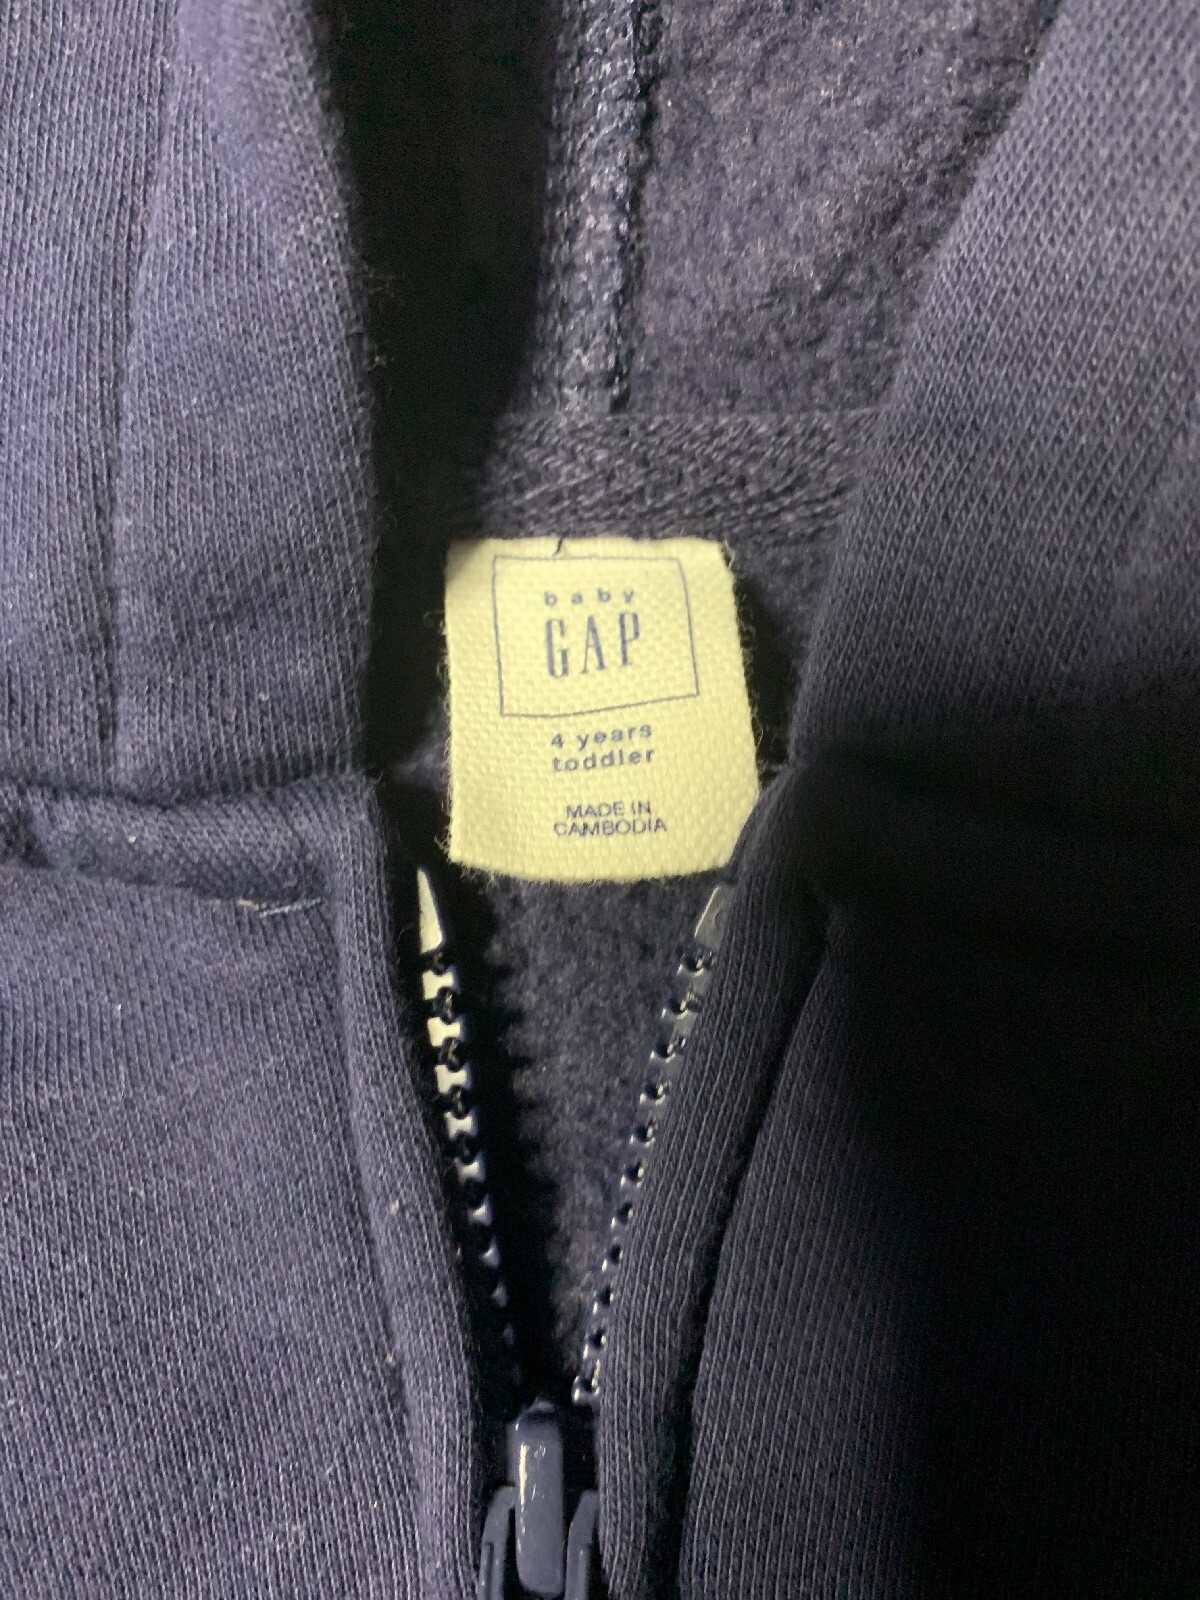 baby
GAP
4 years
toddler
MADE IN
CAMBODIA